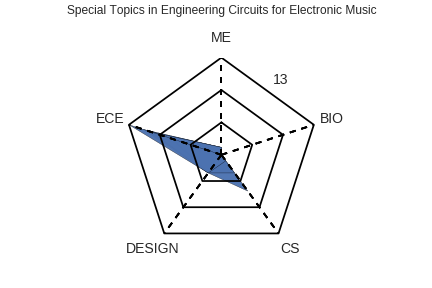 Special Topics in Engineering Circuits for Electronic Music
ME
13
ECE
BIO
DESIGN
CS